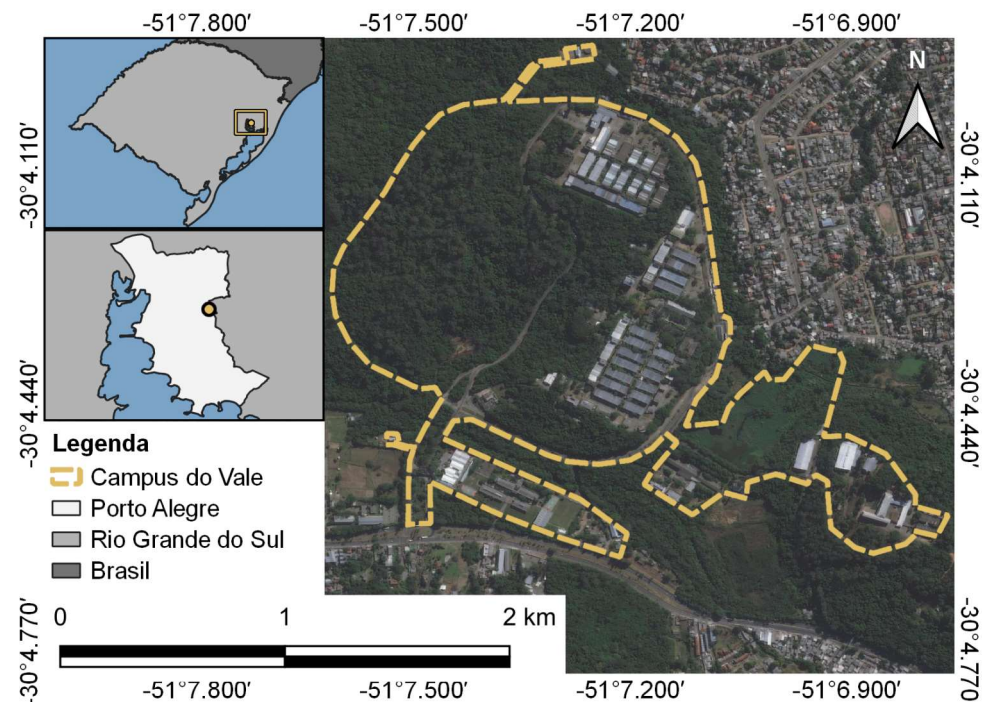 -51°7.800′ -51°7.500′ -51°7.200′ -51°6.900′
N
-30°4.110′ -30°4.110′
-30°4.440′ -30°4.440′
Legenda
Campus do Vale
Porto Alegre
Rio Grande do Sul
Brasil
0 1 2 km
-30°4.770′ -30°4.770′
-51°7.800′ -51°7.500′ -51°7.200′ -51°6.900′